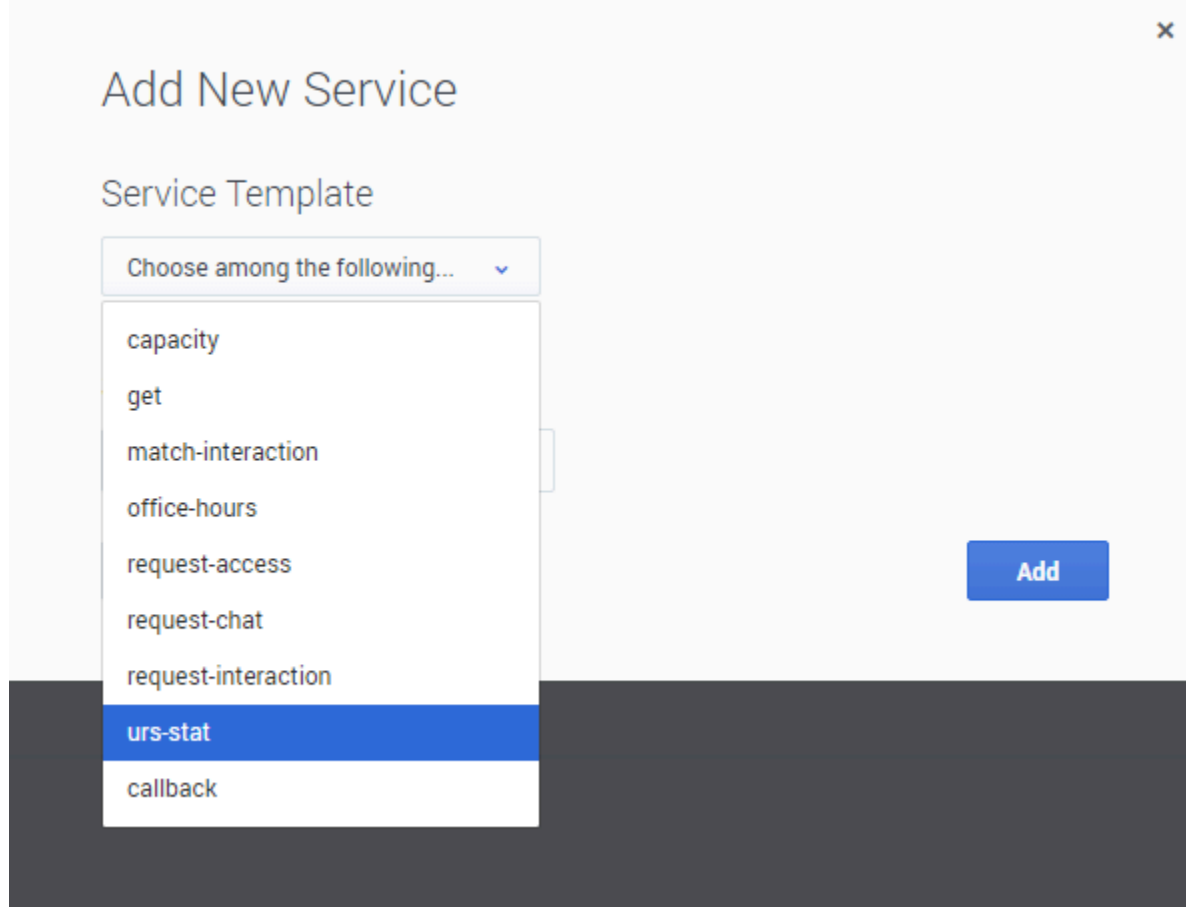 Add New Service
Service Template
Choose among the following...
capacity
get
match-interaction
office-hours
request-access
request-chat
request-interaction
urs-stat
callback
Add